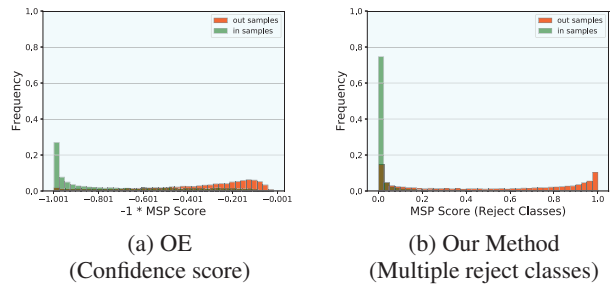 1,0
0,8
0,6
0,4
0,2
0,0
Frequency
out samples
in samples
−1.001 −0.801 −0.601 −0.401 −0.201 −0.001
-1 * MSP Score
(a) OE
(Confidence score)
1,0
0,8
0,6
0,4
0,2
0,0
Frequency
out samples
in samples
0.0 0.2 0.4 0.6 0.8 1.0
MSP Score (Reject Classes)
(b) Our Method
(Multiple reject classes)